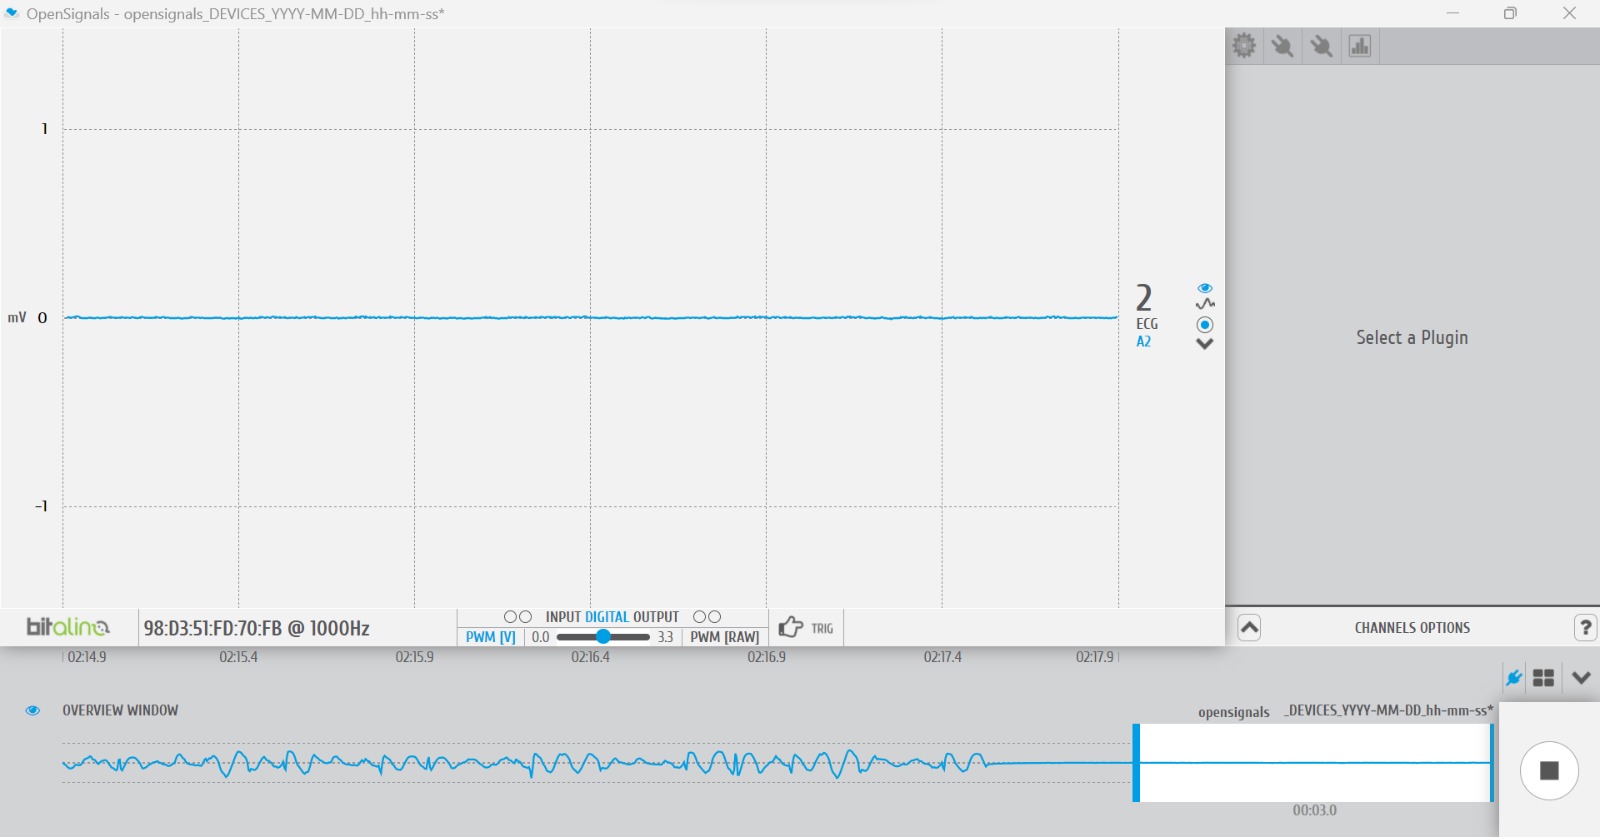 OpenSignals - opensignals_DEVICES_YYYY-MM-DD_hh-mm-ss*
1
mV 0
-1
2
ECG
A2
Select a Plugin
bitalino
98:D3:51:FD:70:FB @ 1000Hz
INPUT DIGITAL OUTPUT
PWM [V] 0.0 3.3 PWM [RAW]
TRIG
CHANNELS OPTIONS
?
02:14.9 02:15.4 02:15.9 02:16.4 02:16.9 02:17.4 02:17.9
OVERVIEW WINDOW
opensignals _DEVICES_YYYY-MM-DD_hh-mm-ss*
00:03.0